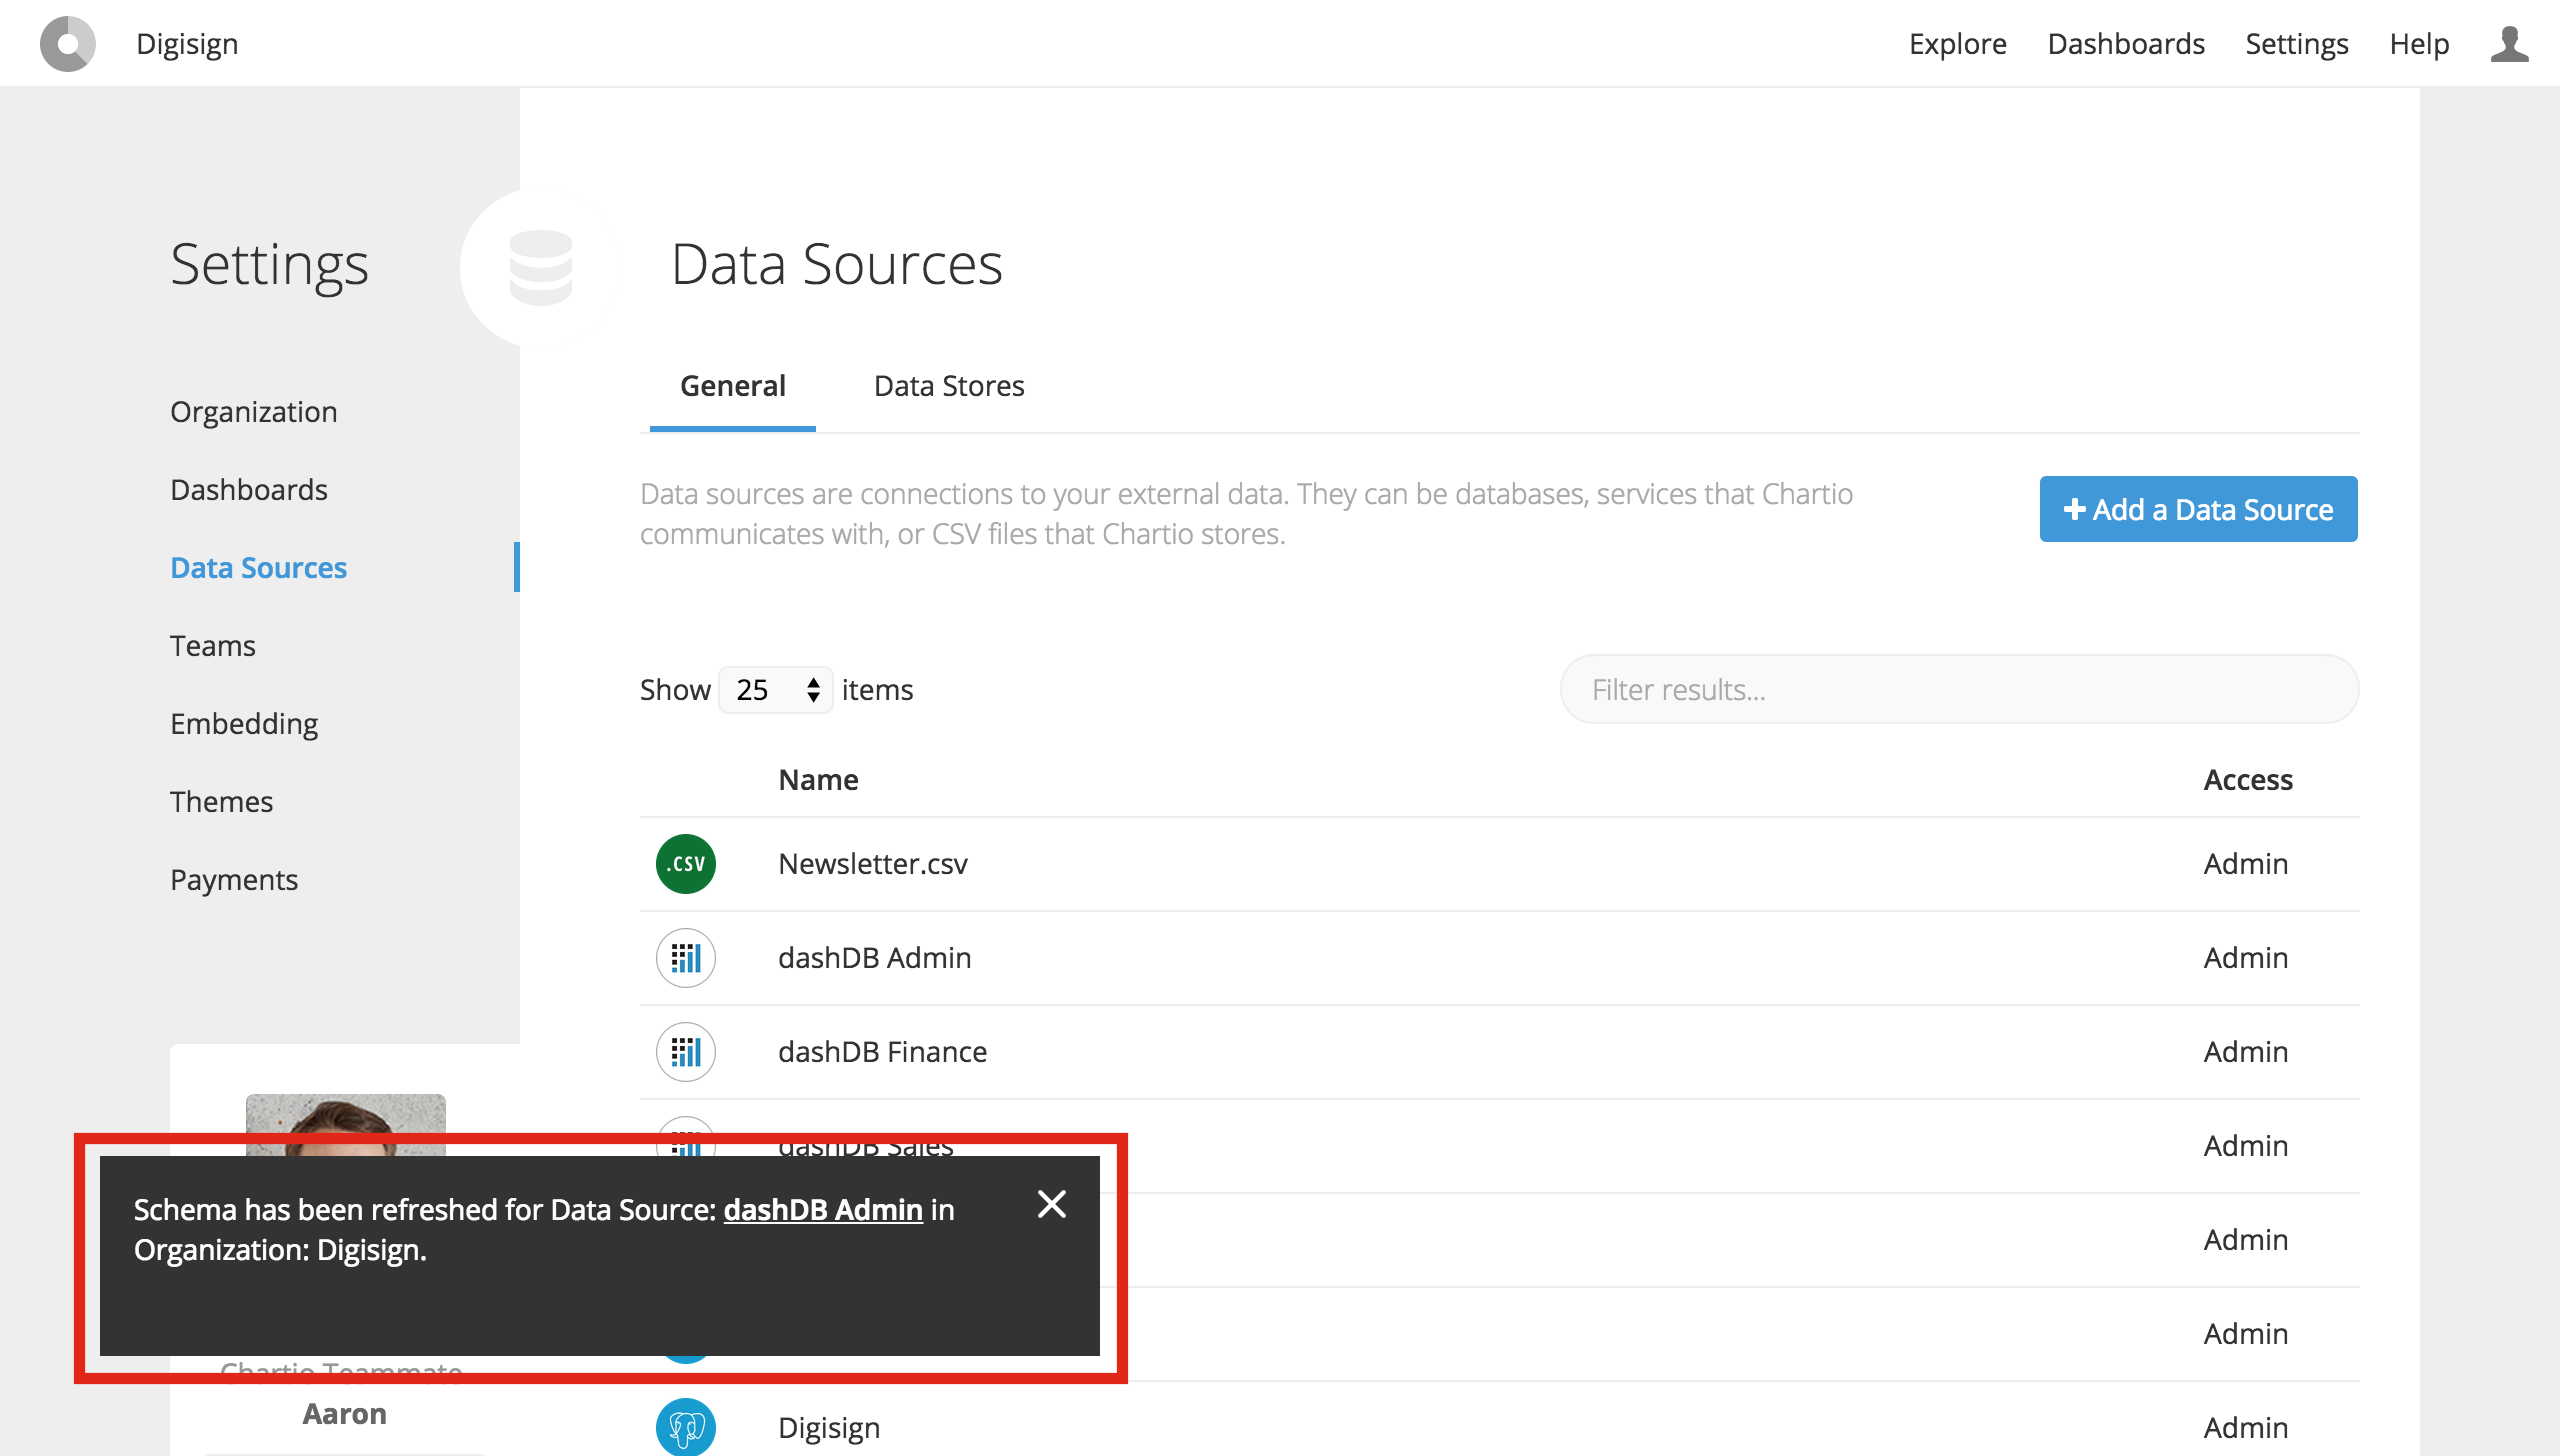 Digisign
Explore
Dashboards
Settings
Help
Settings
Data Sources
General
Data Stores
Organization
Dashboards
Data Sources
Teams
Embedding
Themes
Payments
Data sources are connections to your external data. They can be databases, services that Chartio
communicates with, or CSV files that Chartio stores.
+ Add a Data Source
Show 25 items
Filter results...
Name
Access
.CSV
Newsletter.csv
Admin
dashDB Admin
Admin
dashDB Finance
Admin
dashDB Sales
Admin
Schema has been refreshed for Data Source: dashDB Admin in
Organization: Digisign.
Admin
Admin
Chartio Teammate
Aaron
Digisign
Admin